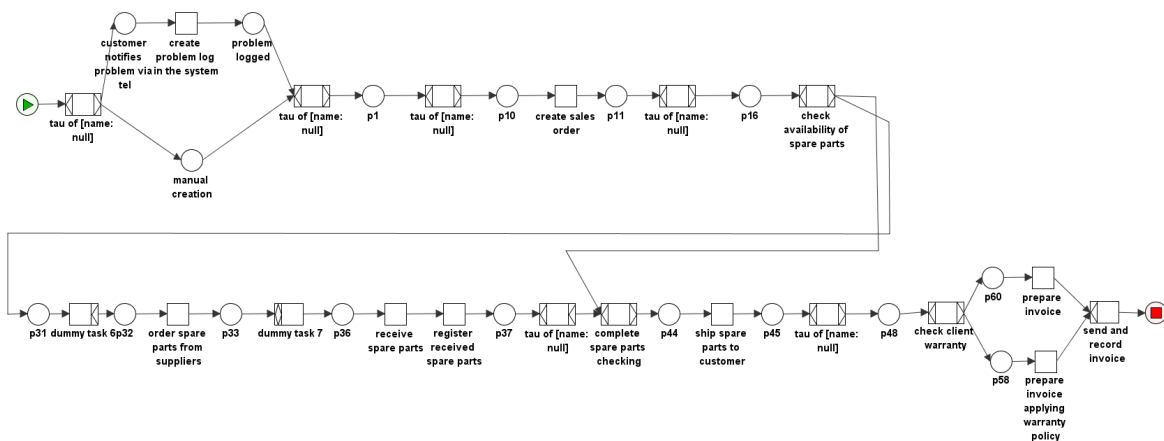 customer
notifies
problem via
tel
create
problem log
in the system
problem
logged
tau of [name:
null]
manual
creation
tau of [name:
null]
p1
tau of [name:
null]
p10
create sales
order
p11
tau of [name:
null]
p16
check
availability of
spare parts
p31
dummy task 6
p32
order spare
parts from
suppliers
p33
dummy task 7
p36
receive
spare parts
register
received
spare parts
p37
tau of [name:
null]
complete
spare parts
checking
p44
ship spare
parts to
customer
p45
tau of [name:
null]
p48
check client
warranty
p60
prepare
invoice
p58
prepare
invoice
applying
warranty
policy
send and
record
invoice